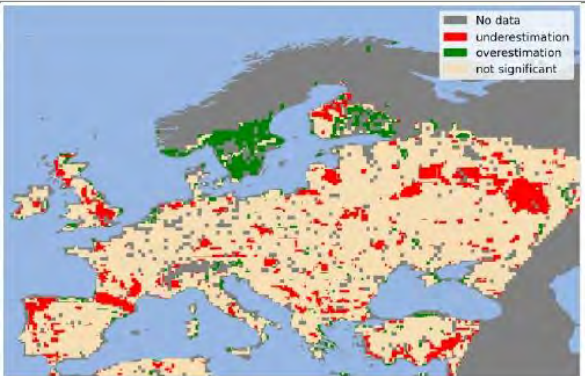 No data
underestimation
overestimation
not significant